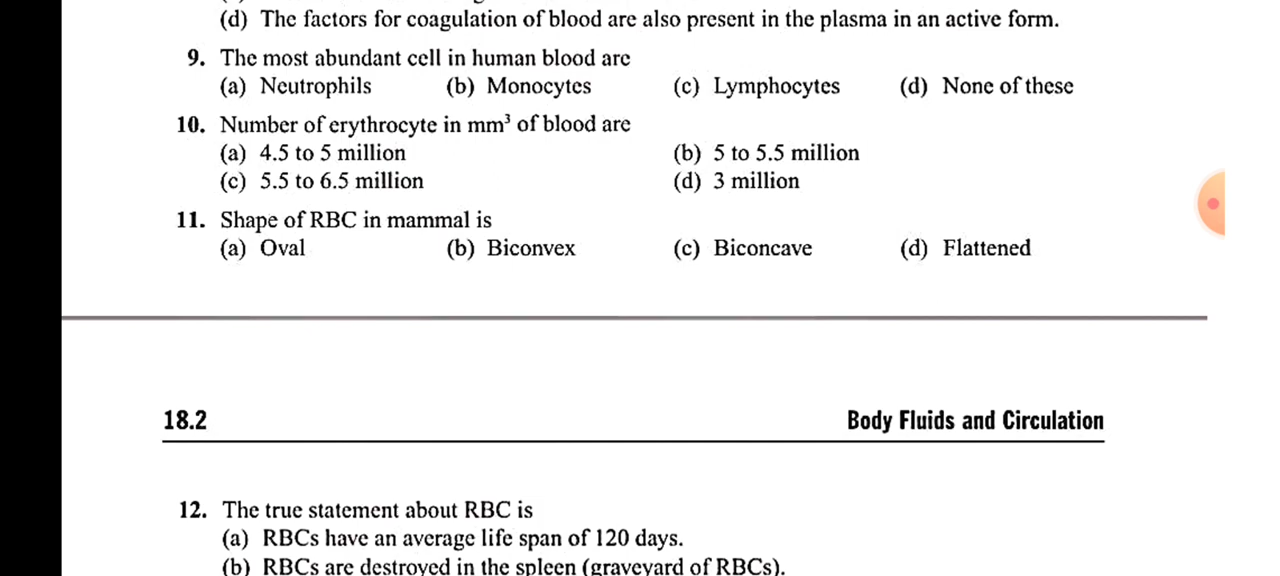 (d) The factors for coagulation of blood are also present in the plasma in an active form.
9. The most abundant cell in human blood are
(a) Neutrophils (b) Monocytes (c) Lymphocytes (d) None of these
10. Number of erythrocyte in mm³ of blood are
(a) 4.5 to 5 million (b) 5 to 5.5 million
(c) 5.5 to 6.5 million (d) 3 million
11. Shape of RBC in mammal is
(a) Oval (b) Biconvex (c) Biconcave (d) Flattened
18.2 Body Fluids and Circulation
12. The true statement about RBC is
(a) RBCs have an average life span of 120 days.
(b) RBCs are destroyed in the spleen (graveyard of RBCs).